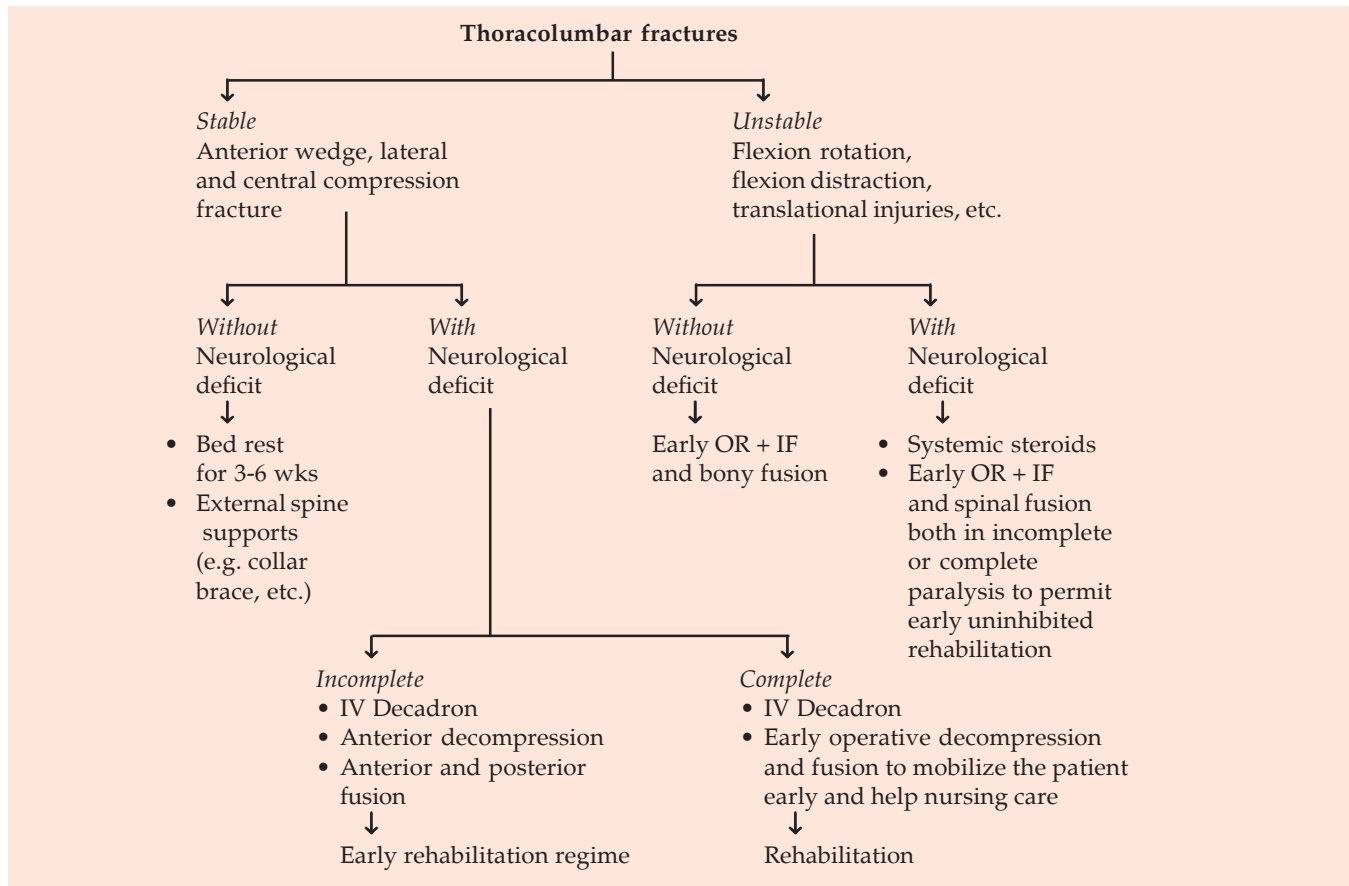 Thoracolumbar fractures
Stable
Anterior wedge, lateral
and central compression
fracture
Unstable
Flexion rotation,
flexion distraction,
translational injuries, etc.
Without
Neurological
deficit
With
Neurological
deficit
Without
Neurological
deficit
With
Neurological
deficit
• Bed rest
for 3-6 wks
• External spine
supports
(e.g. collar
brace, etc.)
Early OR + IF
and bony fusion
• Systemic steroids
• Early OR + IF
and spinal fusion
both in incomplete
or complete
paralysis to permit
early uninhibited
rehabilitation
Incomplete
• IV Decadron
• Anterior decompression
• Anterior and posterior
fusion
Early rehabilitation regime
Complete
• IV Decadron
• Early operative decompression
and fusion to mobilize the patient
early and help nursing care
Rehabilitation